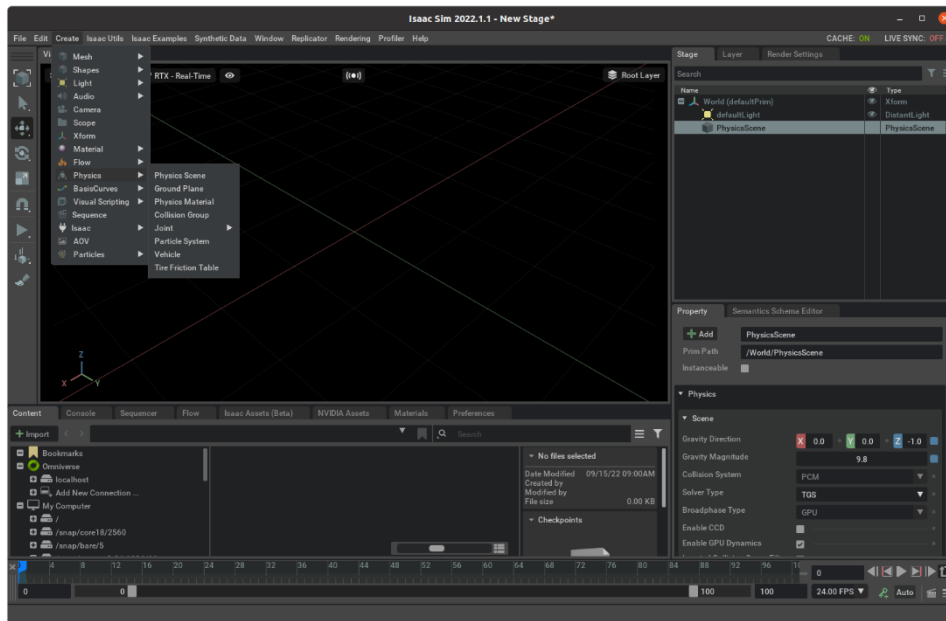 Isaac Sim 2022.1.1 - New Stage*
File Edit Create Isaac Utils Isaac Examples Synthetic Data Window Replicator Rendering Profiler Help CACHE: ON LIVE SYNC: OFF
Mesh
Shapes
Light
Audio
Camera
Scope
Xform
Material
Flow
Physics
BasisCurves
Visual Scripting
Sequence
Isaac
AOV
Particles
Physics Scene
Ground Plane
Physics Material
Collision Group
Joint
Particle System
Vehicle
Tire Friction Table
RTX - Real-Time
Root Layer
Z
X Y
Stage Layer Render Settings
Search
Name Type
World (defaultPrim) Xform
defaultLight DistantLight
PhysicsScene PhysicsScene
Property Semantics Schema Editor
Add PhysicsScene
Prim Path /World/PhysicsScene
Instanceable
Physics
Scene
Gravity Direction X 0.0 Y 0.0 Z -1.0
Gravity Magnitude 9.8
Collision System PCM
Solver Type TGS
Broadphase Type GPU
Enable CCD
Enable GPU Dynamics
Content Console Sequencer Flow Isaac Assets (Beta) NVIDIA Assets Materials Preferences
Import Search
Bookmarks
Omniverse
localhost
Add New Connection ...
My Computer
/
/snap/core18/2560
/snap/bare/5
No files selected
Date Modified 09/15/22 09:00AM
Created by
Modified by
File size 0.00 KB
Checkpoints
4 8 12 16 20 24 28 32 36 40 44 48 52 56 60 64 68 72 76 80 84 88 92 96
0
0 0 100 100 24.00 FPS Auto